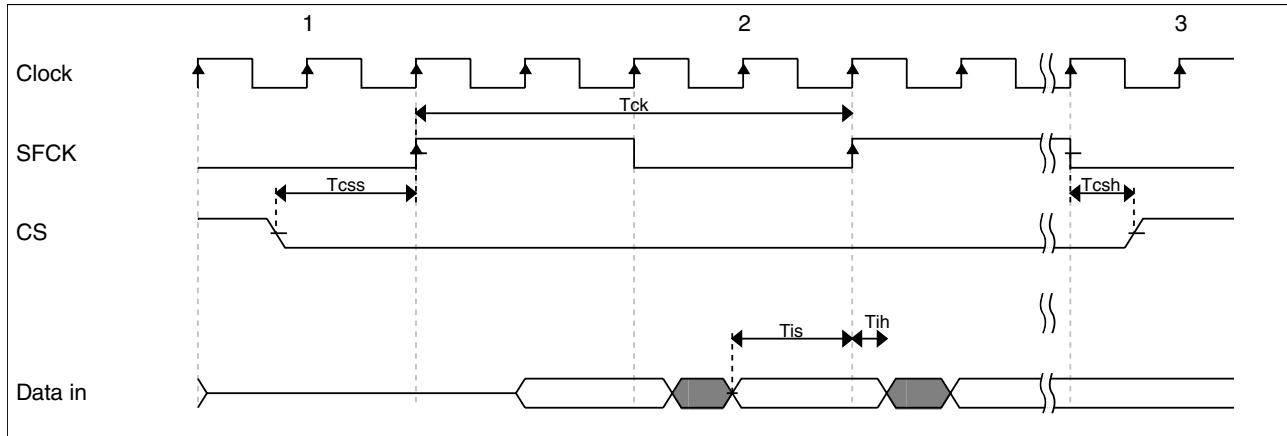 1 2 3
Clock
Tck
SFCK
Tcss Tcsh
CS
Tis Tih
Data in